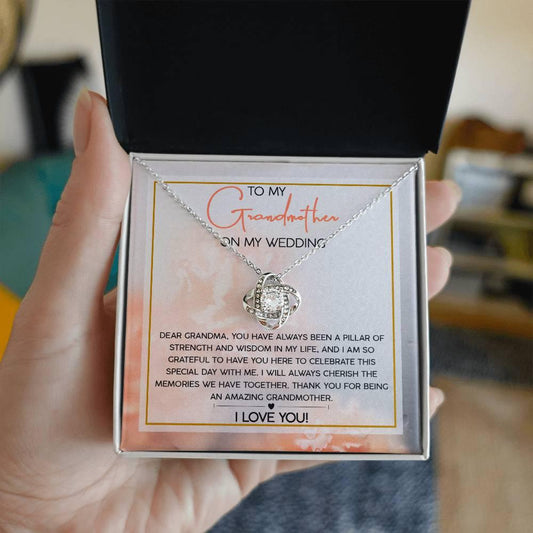 TO MY
Grandmother
ON MY WEDDING
DEAR GRANDMA, YOU HAVE ALWAYS BEEN A PILLAR OF
STRENGTH AND WISDOM IN MY LIFE, AND I AM SO
GRATEFUL TO HAVE YOU HERE TO CELEBRATE THIS
SPECIAL DAY WITH ME. I WILL ALWAYS CHERISH THE
MEMORIES WE HAVE TOGETHER. THANK YOU FOR BEING
AN AMAZING GRANDMOTHER.
I LOVE YOU!